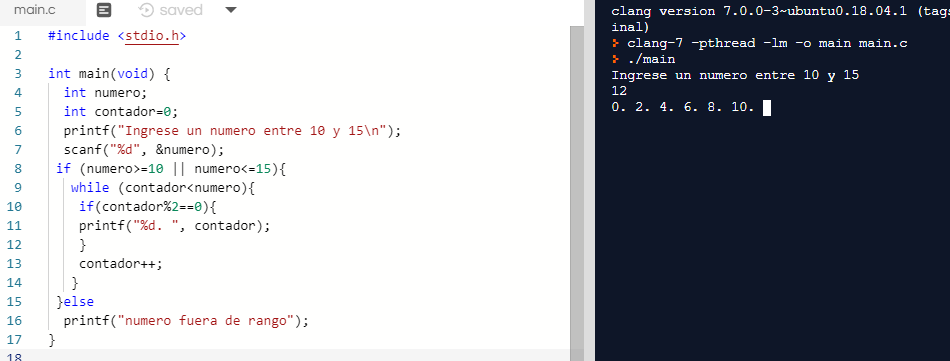 main.c saved
1 #include <stdio.h>
2
3 int main(void) {
4 int numero;
5 int contador=0;
6 printf("Ingrese un numero entre 10 y 15\n");
7 scanf("%d", &numero);
8 if (numero>=10 || numero<=15){
9 while (contador<numero){
10 if(contador%2==0){
11 printf("%d. ", contador);
12 }
13 contador++;
14 }
15 }else
16 printf("numero fuera de rango");
17 }
18
clang version 7.0.0-3~ubuntu0.18.04.1 (tags
inal)
> clang-7 -pthread -lm -o main main.c
> ./main
Ingrese un numero entre 10 y 15
12
0. 2. 4. 6. 8. 10.